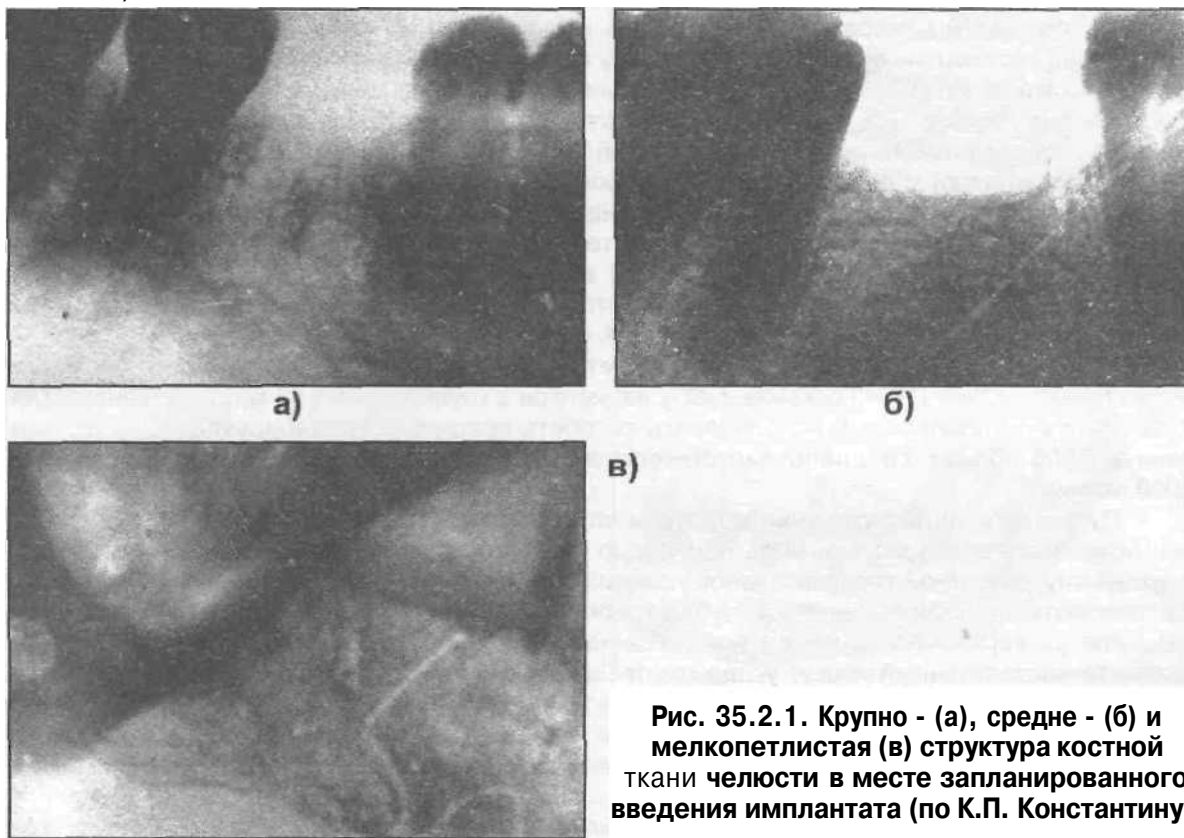 а)
б)
в)
Рис. 35.2.1. Крупно - (а), средне - (б) и
мелкопетлистая (в) структура костной
ткани челюсти в месте запланированного
введения имплантата (по К.П. Константину